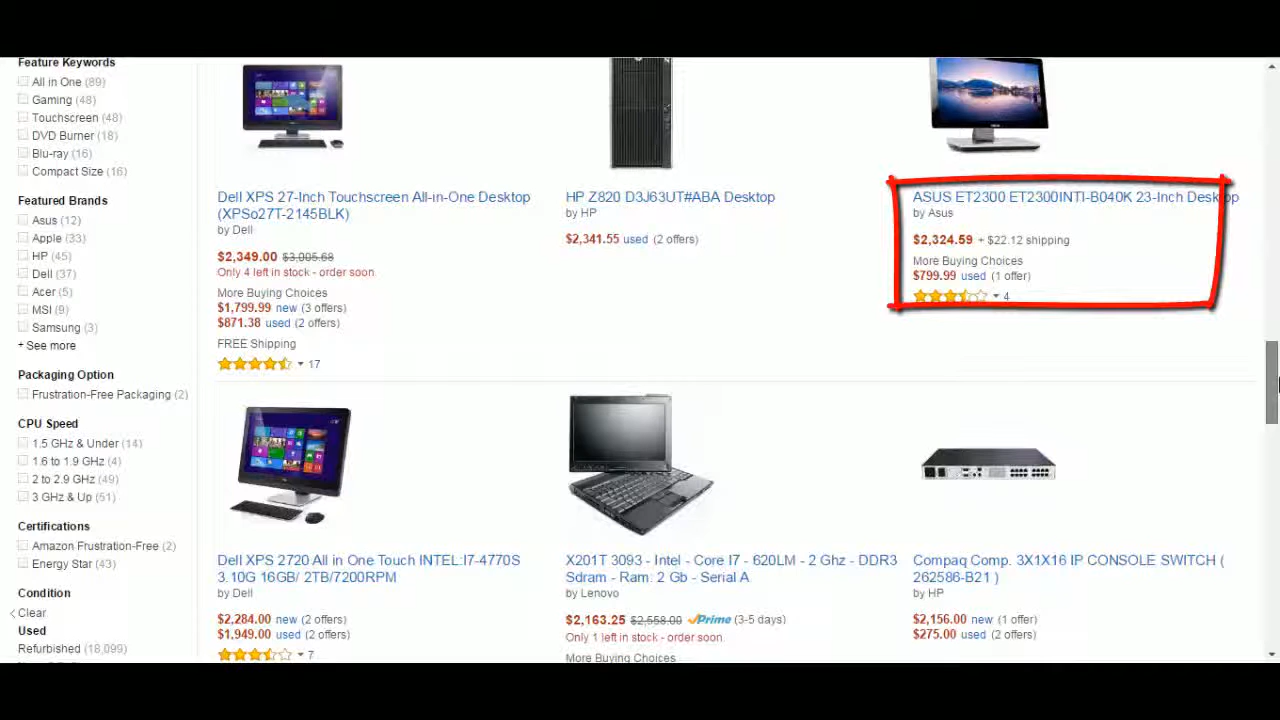 Feature Keywords
All in One (89)
Gaming (48)
Touchscreen (48)
DVD Burner (18)
Blu-ray (16)
Compact Size (16)
Featured Brands
Asus (12)
Apple (33)
HP (45)
Dell (37)
Acer (5)
MSI (9)
Samsung (3)
+ See more
Packaging Option
Frustration-Free Packaging (2)
CPU Speed
1.5 GHz & Under (14)
1.6 to 1.9 GHz (4)
2 to 2.9 GHz (49)
3 GHz & Up (51)
Certifications
Amazon Frustration-Free (2)
Energy Star (43)
Condition
Clear
Used
Refurbished (18,099)
Dell XPS 27-Inch Touchscreen All-in-One Desktop
(XPSo27T-2145BLK)
by Dell
$2,349.00 $3,005.68
Only 4 left in stock - order soon.
More Buying Choices
$1,799.99 new (3 offers)
$871.38 used (2 offers)
FREE Shipping
17
HP Z820 D3J63UT#ABA Desktop
by HP
$2,341.55 used (2 offers)
ASUS ET2300 ET2300INTI-B040K 23-Inch Desktop
by Asus
$2,324.59 + $22.12 shipping
More Buying Choices
$799.99 used (1 offer)
4
Dell XPS 2720 All in One Touch INTEL:I7-4770S
3.10G 16GB/ 2TB/7200RPM
by Dell
$2,284.00 new (2 offers)
$1,949.00 used (2 offers)
7
X201T 3093 - Intel - Core I7 - 620LM - 2 Ghz - DDR3
Sdram - Ram: 2 Gb - Serial A
by Lenovo
$2,163.25 $2,558.00 Prime (3-5 days)
Only 1 left in stock - order soon.
More Buying Choices
Compaq Comp. 3X1X16 IP CONSOLE SWITCH (
262586-B21 )
by HP
$2,156.00 new (1 offer)
$275.00 used (2 offers)